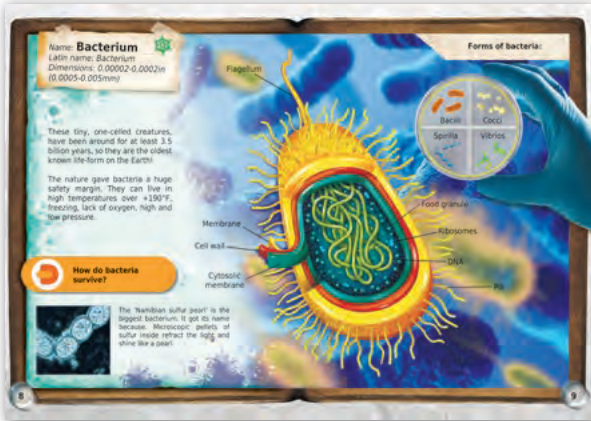 Name: Bacterium
Latin name: Bacterium
Dimensions: 0.00002-0.0002in
(0.0005-0.005mm)
These tiny, one-celled creatures,
have been around for at least 3.5
billion years, so they are the oldest
known life-form on the Earth!
The nature gave bacteria a huge
safety margin. They can live in
high temperatures over +190°F,
freezing, lack of oxygen, high and
low pressure.
How do bacteria
survive?
The 'Namibian sulfur pearl' is the
biggest bacterium. It got its name
because. Microscopic pellets of
sulfur inside refract the light and
shine like a pearl
8
Flagellum
Membrane
Cell wall
Cytosolic
membrane
Forms of bacteria:
Bacilli
Cocci
Spirilla
Vibrios
Food granule
Ribosomes
DNA
Pili
9